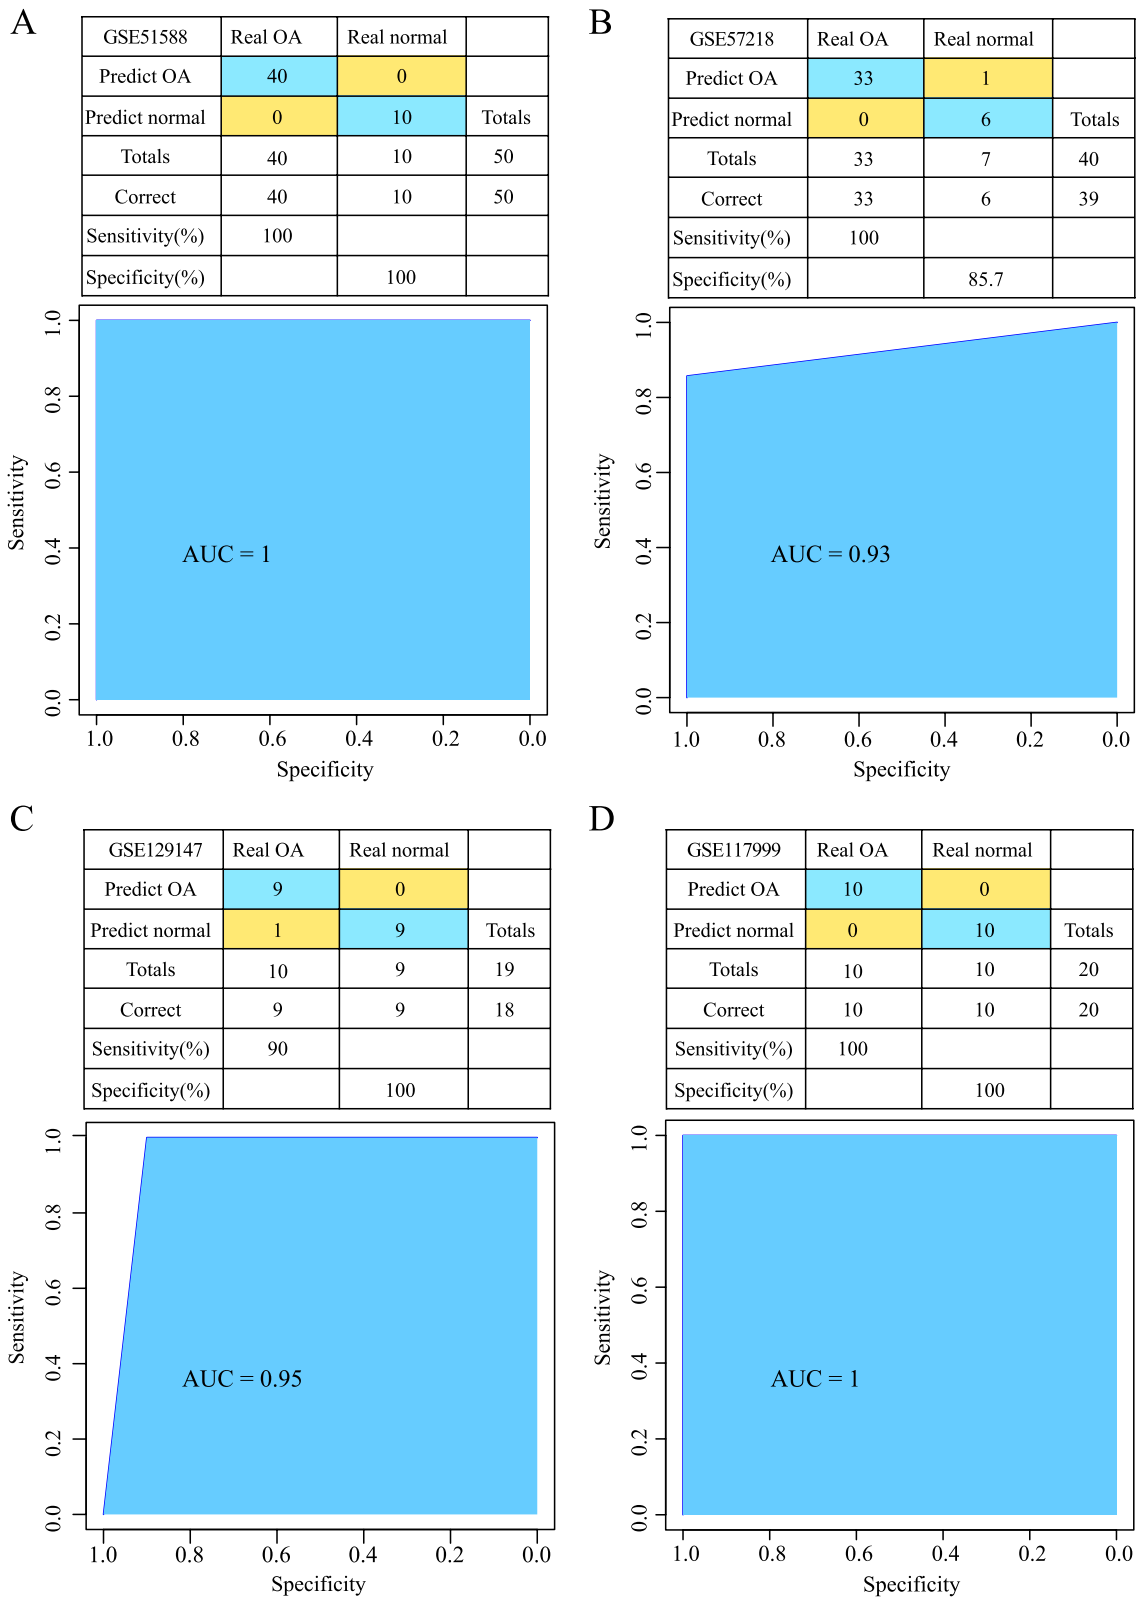 A
GSE51588 Real OA Real normal
Predict OA 40 0
Predict normal 0 10 Totals
Totals 40 10 50
Correct 40 10 50
Sensitivity(%) 100
Specificity(%) 100
Sensitivity
1.0
0.8
0.6
0.4
0.2
0.0
AUC = 1
1.0 0.8 0.6 0.4 0.2 0.0
Specificity
B
GSE57218 Real OA Real normal
Predict OA 33 1
Predict normal 0 6 Totals
Totals 33 7 40
Correct 33 6 39
Sensitivity(%) 100
Specificity(%) 85.7
Sensitivity
1.0
0.8
0.6
0.4
0.2
0.0
AUC = 0.93
1.0 0.8 0.6 0.4 0.2 0.0
Specificity
C
GSE129147 Real OA Real normal
Predict OA 9 0
Predict normal 1 9 Totals
Totals 10 9 19
Correct 9 9 18
Sensitivity(%) 90
Specificity(%) 100
Sensitivity
1.0
0.8
0.6
0.4
0.2
0.0
AUC = 0.95
1.0 0.8 0.6 0.4 0.2 0.0
Specificity
D
GSE117999 Real OA Real normal
Predict OA 10 0
Predict normal 0 10 Totals
Totals 10 10 20
Correct 10 10 20
Sensitivity(%) 100
Specificity(%) 100
Sensitivity
1.0
0.8
0.6
0.4
0.2
0.0
AUC = 1
1.0 0.8 0.6 0.4 0.2 0.0
Specificity